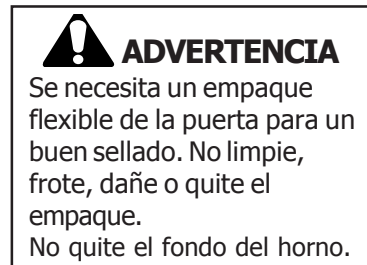 ADVERTENCIA
Se necesita un empaque
flexible de la puerta para un
buen sellado. No limpie,
frote, dañe o quite el
empaque.
No quite el fondo del horno.